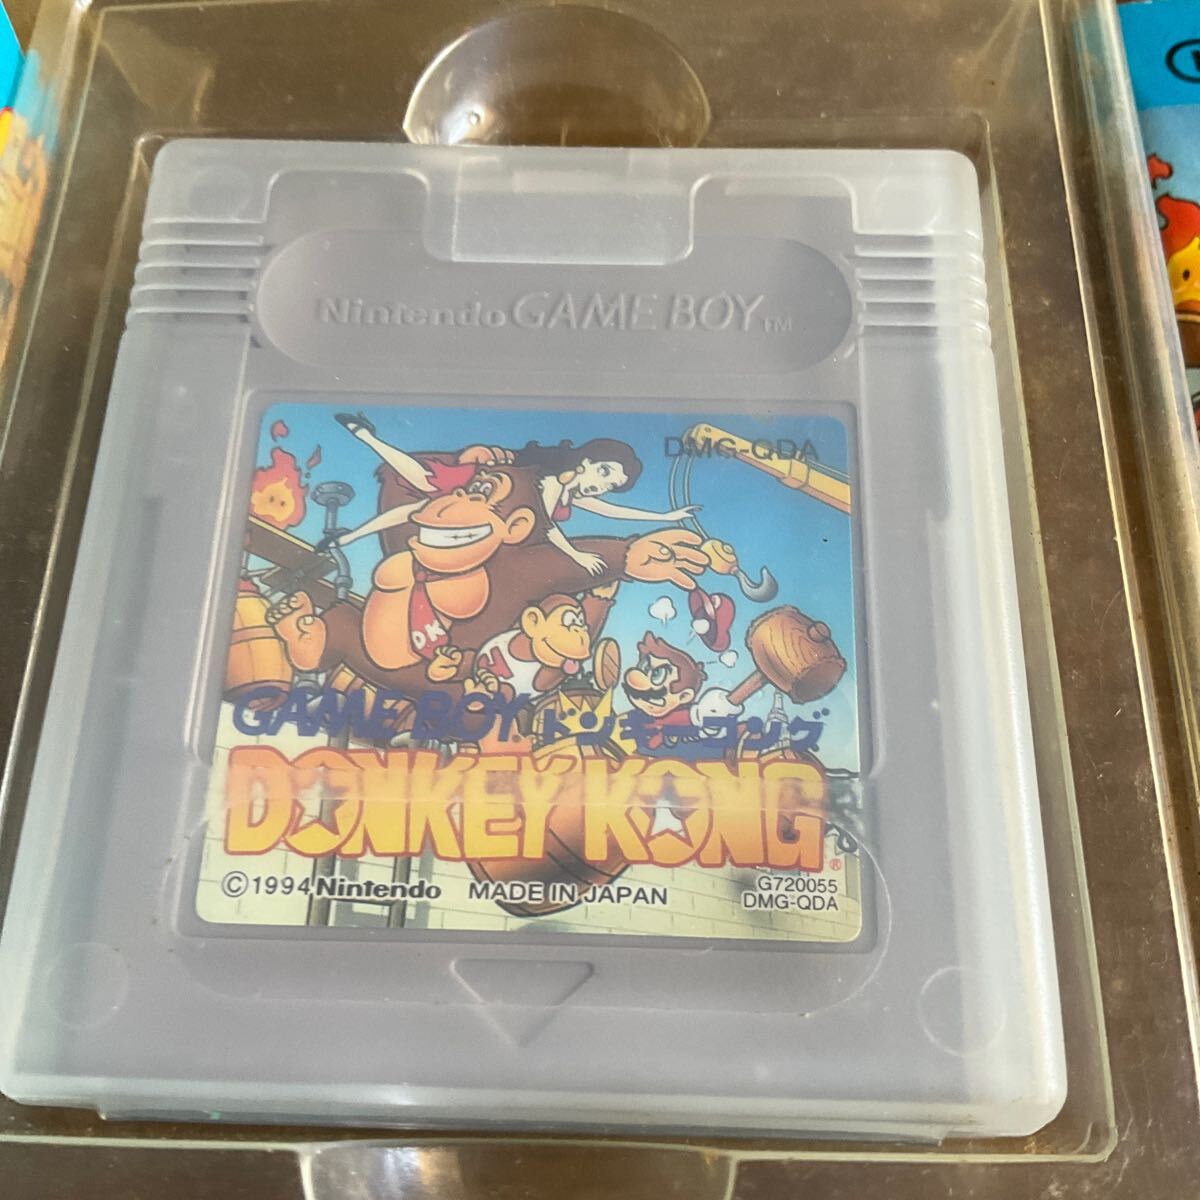 Nintendo GAME BOY TM
DMG-QDA
DK
GAME BOY ドンキーコング
DONKEY KONG ®
©1994 Nintendo MADE IN JAPAN
G720055
DMG-QDA